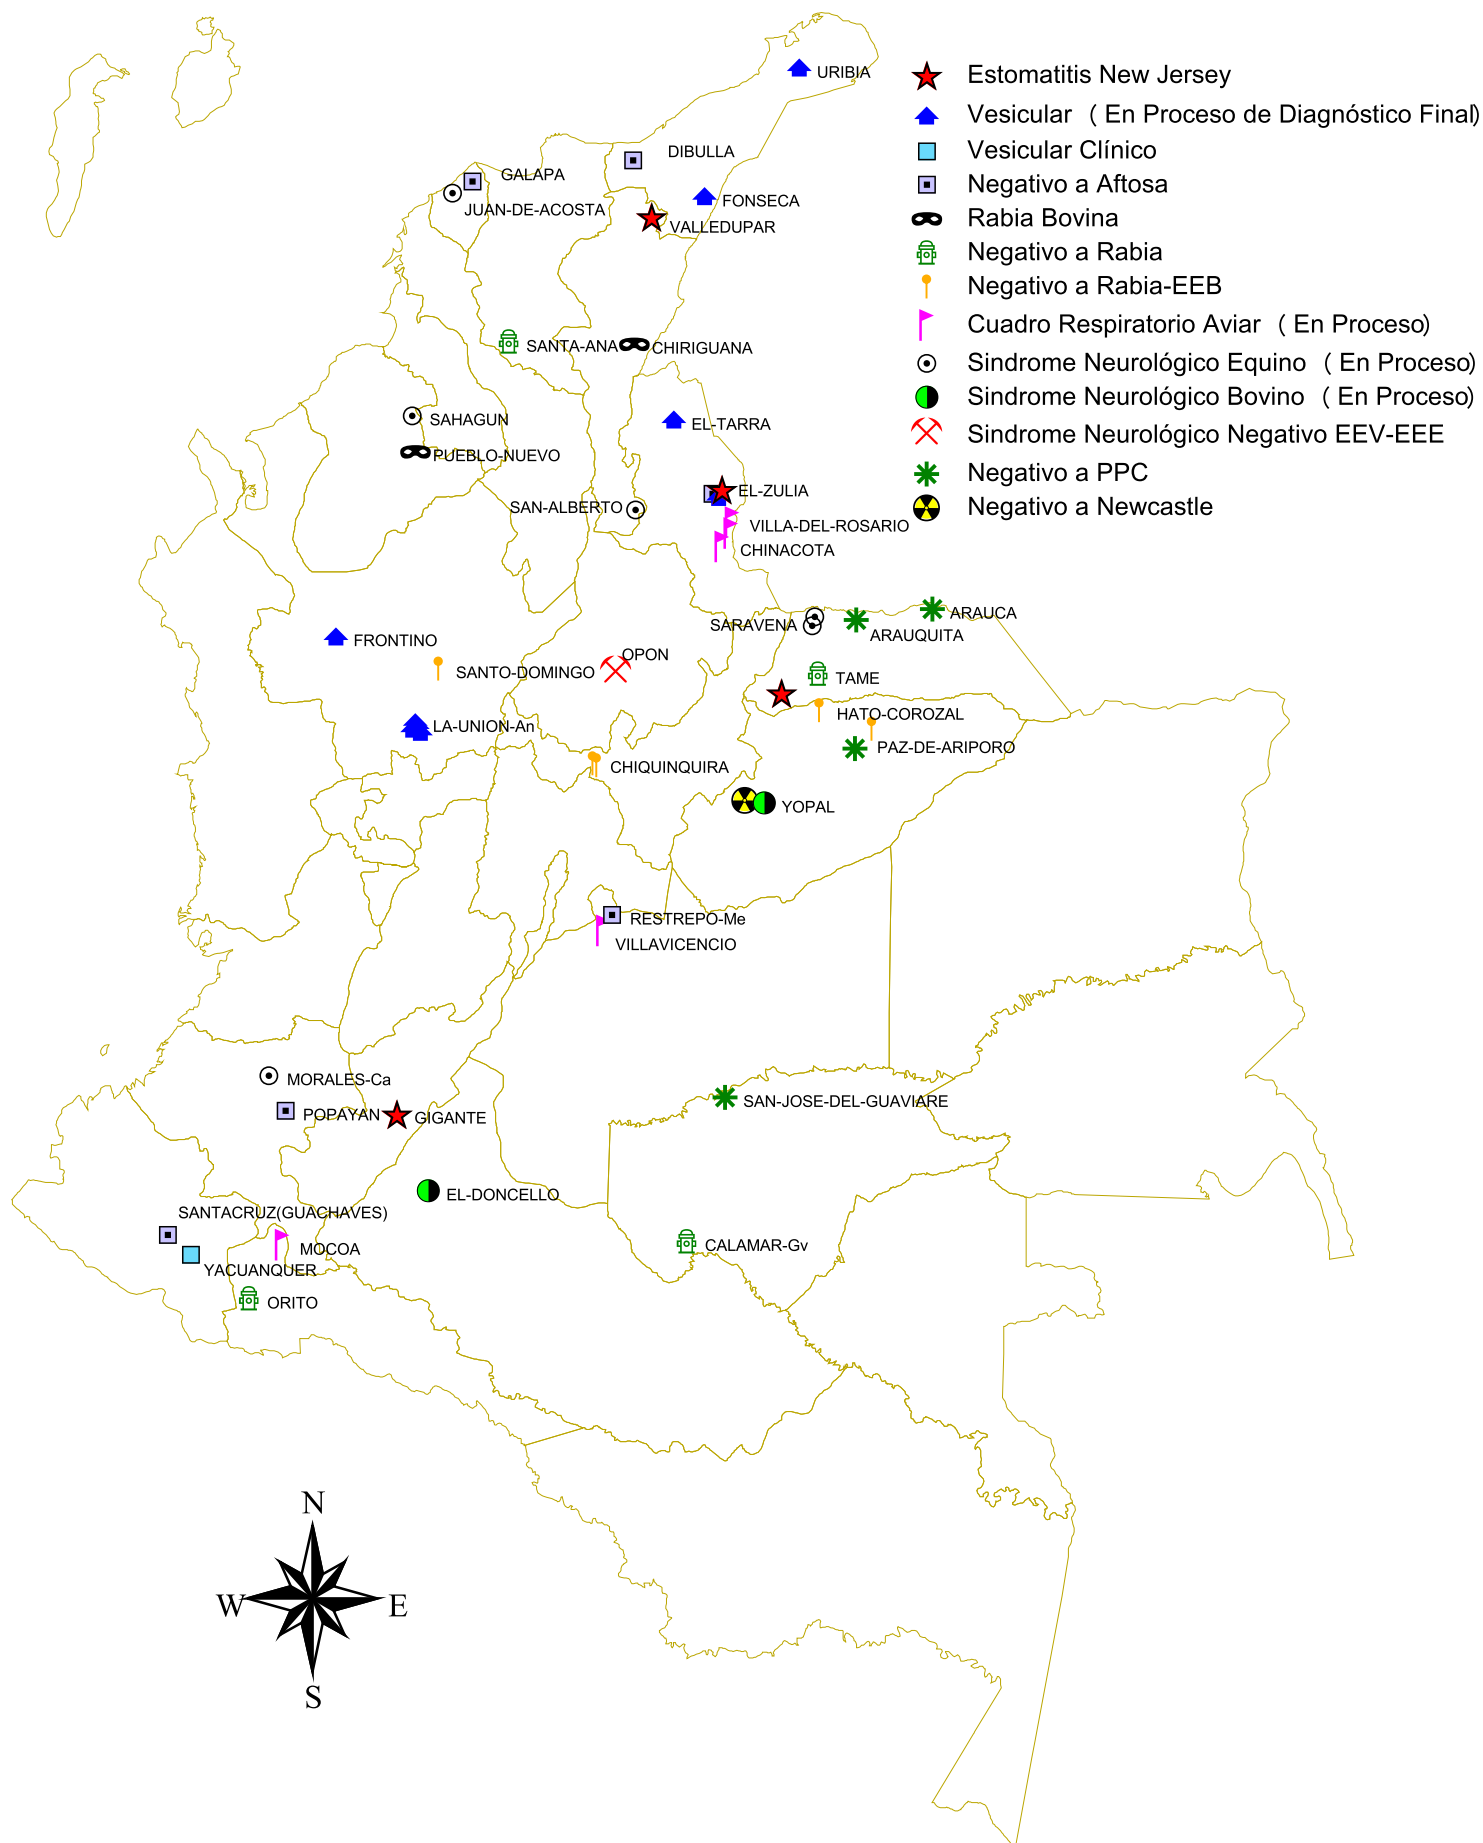 URIBIA
Estomatitis New Jersey
Vesicular ( En Proceso de Diagnóstico Final)
Vesicular Clínico
Negativo a Aftosa
Rabia Bovina
Negativo a Rabia
Negativo a Rabia-EEB
Cuadro Respiratorio Aviar ( En Proceso)
Sindrome Neurológico Equino ( En Proceso)
Sindrome Neurológico Bovino ( En Proceso)
Sindrome Neurológico Negativo EEV-EEE
Negativo a PPC
Negativo a Newcastle
DIBULLA
GALAPA
FONSECA
JUAN-DE-ACOSTA
VALLEDUPAR
SANTA-ANA
CHIRIGUANA
SAHAGUN
EL-TARRA
PUEBLO-NUEVO
EL-ZULIA
SAN-ALBERTO
VILLA-DEL-ROSARIO
CHINACOTA
ARAUCA
SARAVENA
ARAUQUITA
FRONTINO
OPON
SANTO-DOMINGO
TAME
HATO-COROZAL
LA-UNION-An
PAZ-DE-ARIPORO
CHIQUINQUIRA
YOPAL
RESTREPO-Me
VILLAVICENCIO
MORALES-Ca
SAN-JOSE-DEL-GUAVIARE
POPAYAN
GIGANTE
EL-DONCELLO
SANTACRUZ(GUACHAVES)
CALAMAR-Gv
MOCOA
YACUANQUER
ORITO
N
W
E
S